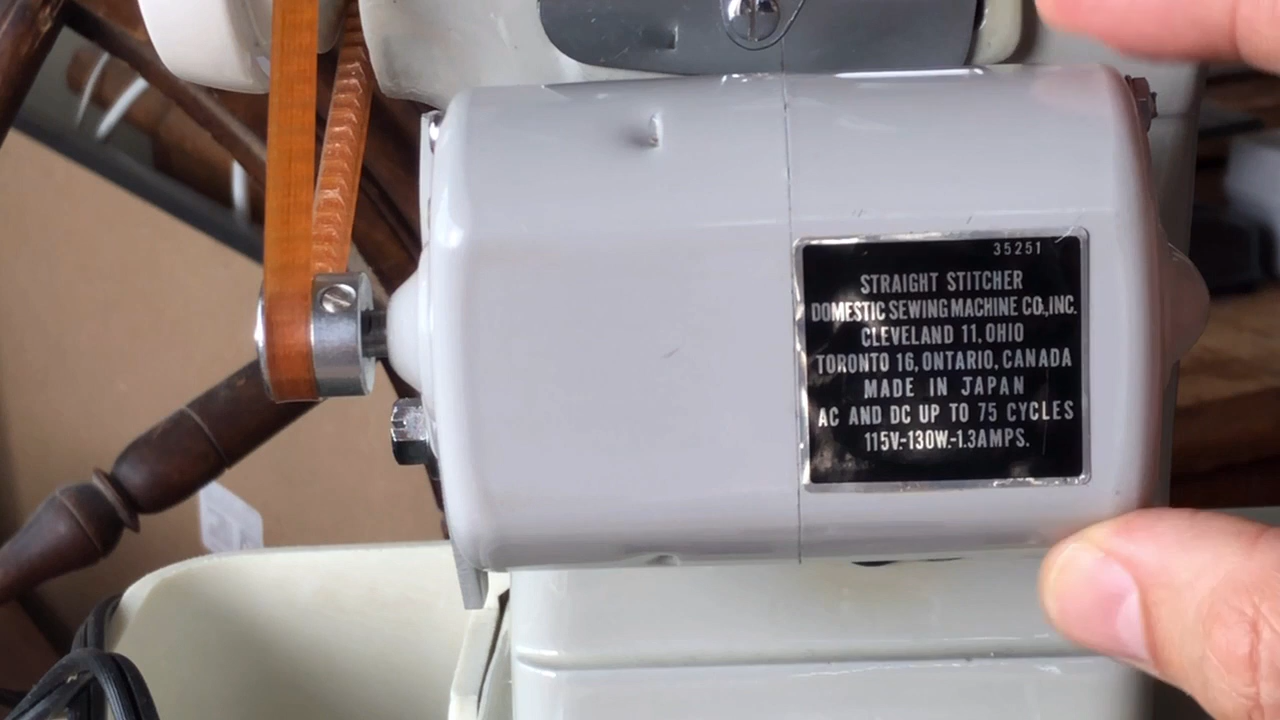 35251
STRAIGHT STITCHER
DOMESTIC SEWING MACHINE CO., INC.
CLEVELAND 11, OHIO
TORONTO 16, ONTARIO, CANADA
MADE IN JAPAN
AC AND DC UP TO 75 CYCLES
115V.-130W.-1.3AMPS.